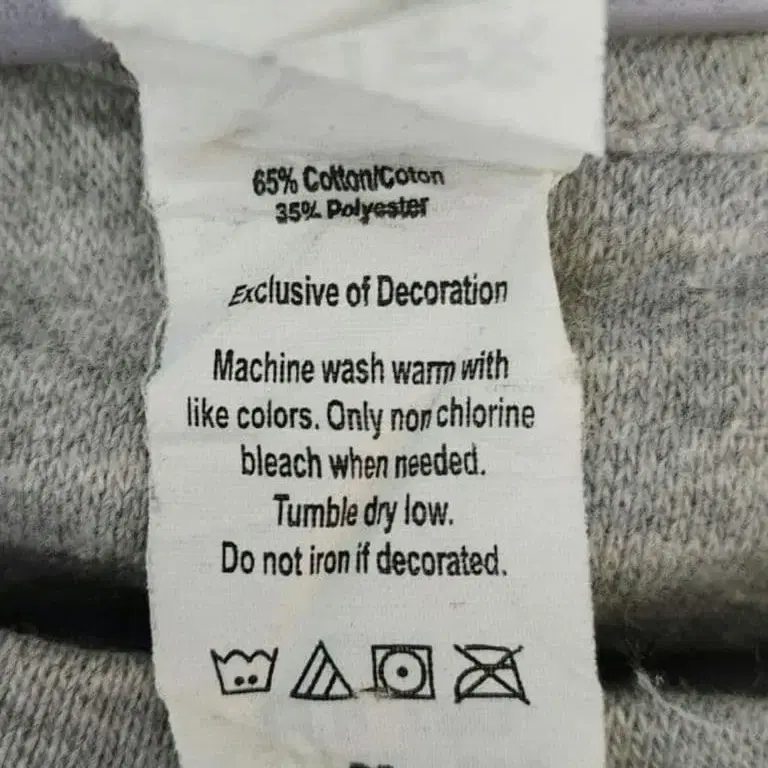 65% Cotton/Coton
35% Polyester
Exclusive of Decoration
Machine wash warm with
like colors. Only non chlorine
bleach when needed.
Tumble dry low.
Do not iron if decorated.